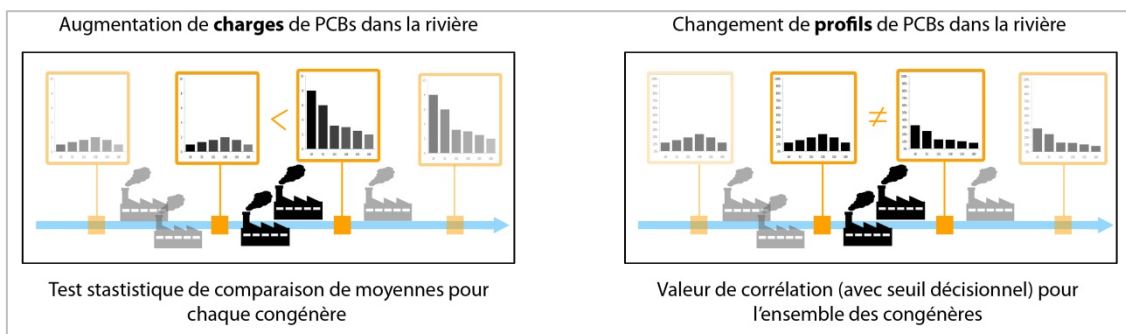 Augmentation de charges de PCBs dans la rivière
Changement de profils de PCBs dans la rivière
<
≠
Test stastistique de comparaison de moyennes pour
chaque congénère
Valeur de corrélation (avec seuil décisionnel) pour
l'ensemble des congénères